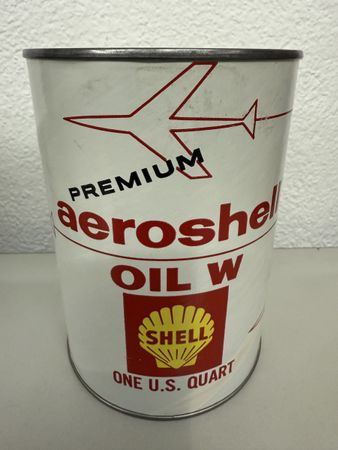 PREMIUM
aeroshell
OIL W
SHELL
ONE U.S. QUART